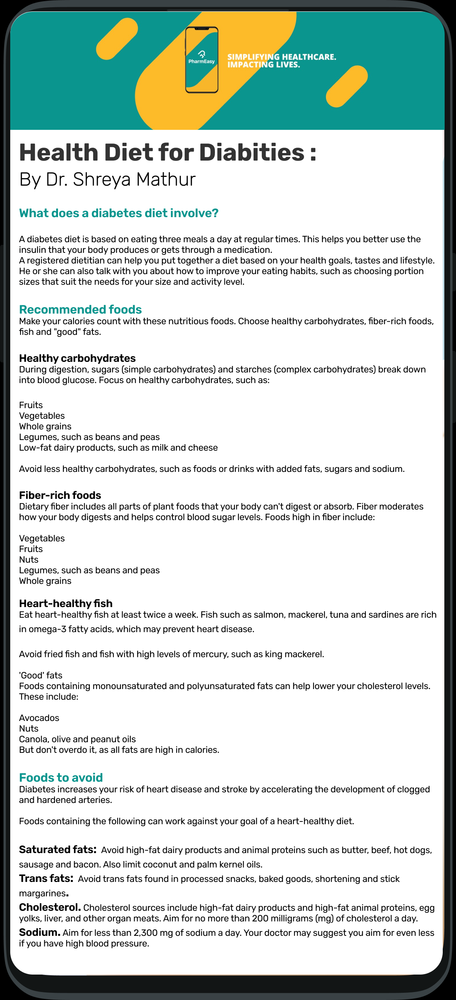 PharmEasy
SIMPLIFYING HEALTHCARE.
IMPACTING LIVES.
Health Diet for Diabities :
By Dr. Shreya Mathur
What does a diabetes diet involve?
A diabetes diet is based on eating three meals a day at regular times. This helps you better use the
insulin that your body produces or gets through a medication.
A registered dietitian can help you put together a diet based on your health goals, tastes and lifestyle.
He or she can also talk with you about how to improve your eating habits, such as choosing portion
sizes that suit the needs for your size and activity level.
Recommended foods
Make your calories count with these nutritious foods. Choose healthy carbohydrates, fiber-rich foods,
fish and "good" fats.
Healthy carbohydrates
During digestion, sugars (simple carbohydrates) and starches (complex carbohydrates) break down
into blood glucose. Focus on healthy carbohydrates, such as:
Fruits
Vegetables
Whole grains
Legumes, such as beans and peas
Low-fat dairy products, such as milk and cheese
Avoid less healthy carbohydrates, such as foods or drinks with added fats, sugars and sodium.
Fiber-rich foods
Dietary fiber includes all parts of plant foods that your body can't digest or absorb. Fiber moderates
how your body digests and helps control blood sugar levels. Foods high in fiber include:
Vegetables
Fruits
Nuts
Legumes, such as beans and peas
Whole grains
Heart-healthy fish
Eat heart-healthy fish at least twice a week. Fish such as salmon, mackerel, tuna and sardines are rich
in omega-3 fatty acids, which may prevent heart disease.
Avoid fried fish and fish with high levels of mercury, such as king mackerel.
'Good' fats
Foods containing monounsaturated and polyunsaturated fats can help lower your cholesterol levels.
These include:
Avocados
Nuts
Canola, olive and peanut oils
But don't overdo it, as all fats are high in calories.
Foods to avoid
Diabetes increases your risk of heart disease and stroke by accelerating the development of clogged
and hardened arteries.
Foods containing the following can work against your goal of a heart-healthy diet.
Saturated fats: Avoid high-fat dairy products and animal proteins such as butter, beef, hot dogs,
sausage and bacon. Also limit coconut and palm kernel oils.
Trans fats: Avoid trans fats found in processed snacks, baked goods, shortening and stick
margarines.
Cholesterol. Cholesterol sources include high-fat dairy products and high-fat animal proteins, egg
yolks, liver, and other organ meats. Aim for no more than 200 milligrams (mg) of cholesterol a day.
Sodium. Aim for less than 2,300 mg of sodium a day. Your doctor may suggest you aim for even less
if you have high blood pressure.